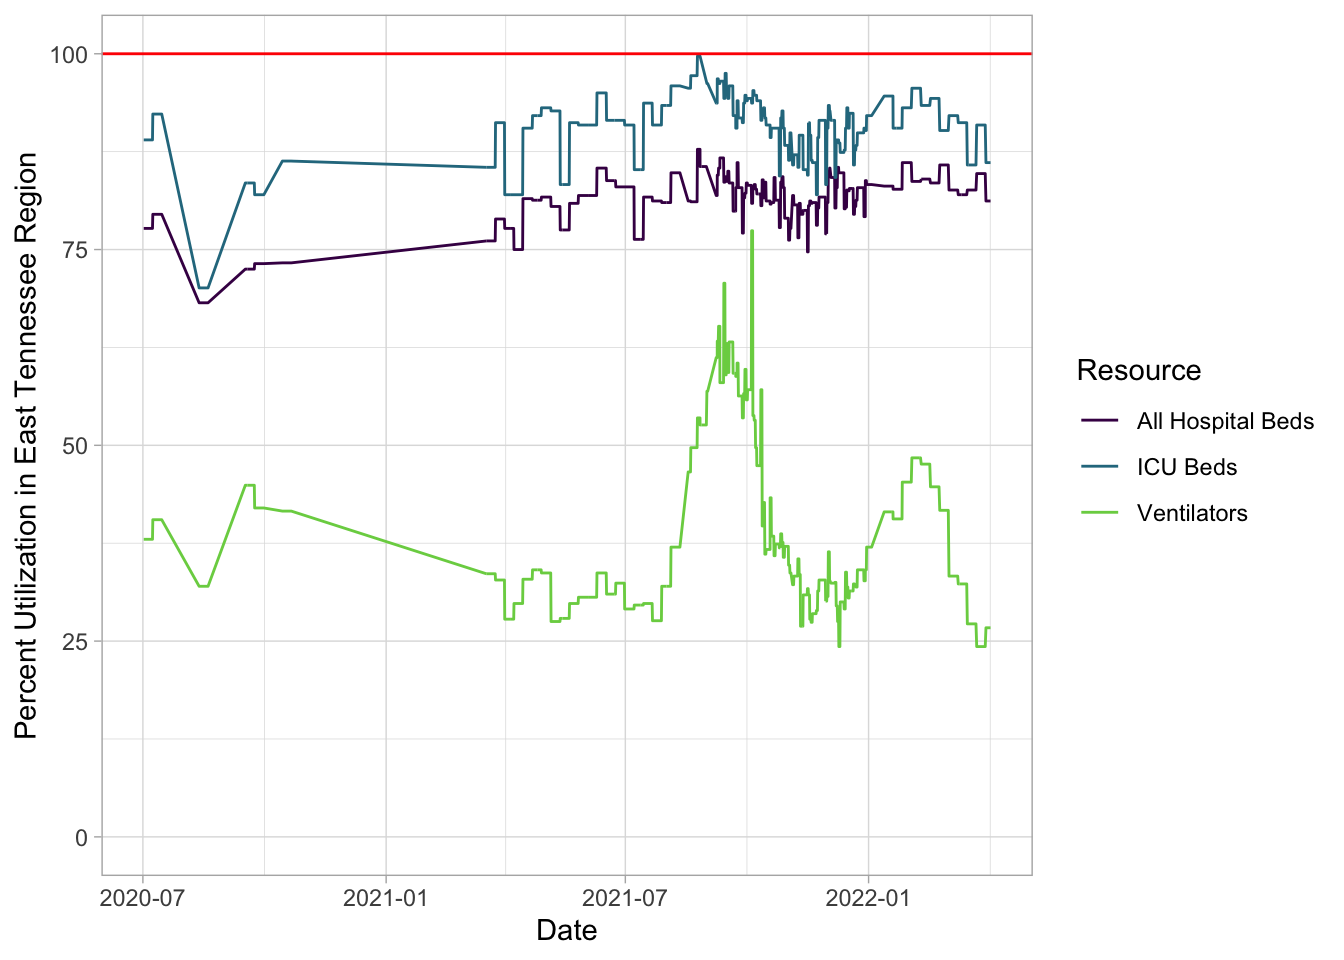 Percent Utilization in East Tennessee Region
100
75
50
25
0
2020-07
2021-01
2021-07
2022-01
Date
Resource
All Hospital Beds
ICU Beds
Ventilators